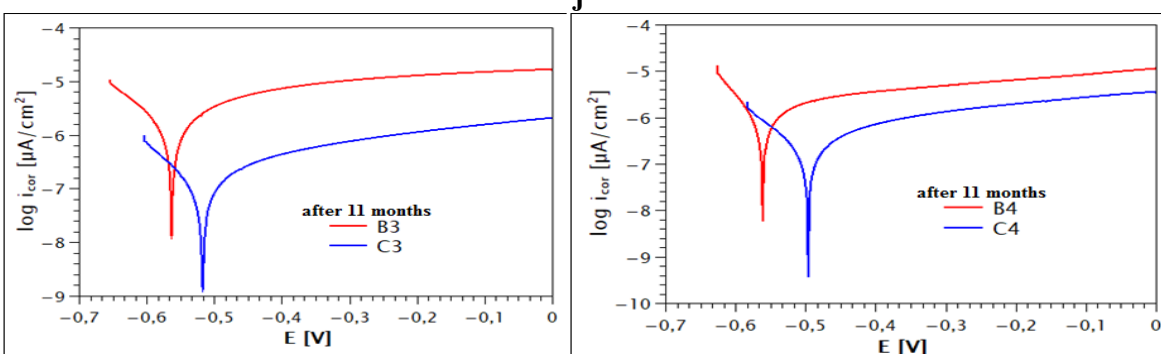 j
−4
−5
−6
−7
−8
−9
log i_cor [µA/cm2]
after 11 months
B3
C3
−0,7 −0,6 −0,5 −0,4 −0,3 −0,2 −0,1 0
E [V]
−4
−5
−6
−7
−8
−9
−10
log i_cor [µA/cm2]
after 11 months
B4
C4
−0,7 −0,6 −0,5 −0,4 −0,3 −0,2 −0,1 0
E [V]